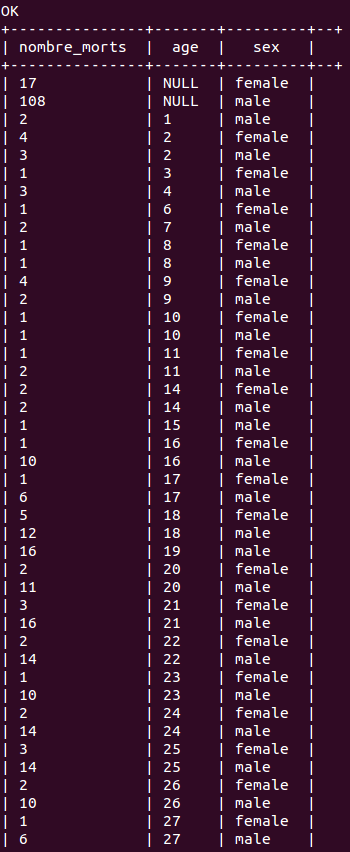 OK
+---------------+-------+---------+--+
| nombre_morts  |  age  |   sex   |
+---------------+-------+---------+--+
| 17            | NULL  | female  |
| 108           | NULL  | male    |
| 2             | 1     | male    |
| 4             | 2     | female  |
| 3             | 2     | male    |
| 1             | 3     | female  |
| 3             | 4     | male    |
| 1             | 6     | female  |
| 2             | 7     | male    |
| 1             | 8     | female  |
| 1             | 8     | male    |
| 4             | 9     | female  |
| 2             | 9     | male    |
| 1             | 10    | female  |
| 1             | 10    | male    |
| 1             | 11    | female  |
| 2             | 11    | male    |
| 2             | 14    | female  |
| 2             | 14    | male    |
| 1             | 15    | male    |
| 1             | 16    | female  |
| 10            | 16    | male    |
| 1             | 17    | female  |
| 6             | 17    | male    |
| 5             | 18    | female  |
| 12            | 18    | male    |
| 16            | 19    | male    |
| 2             | 20    | female  |
| 11            | 20    | male    |
| 3             | 21    | female  |
| 16            | 21    | male    |
| 2             | 22    | female  |
| 14            | 22    | male    |
| 1             | 23    | female  |
| 10            | 23    | male    |
| 2             | 24    | female  |
| 14            | 24    | male    |
| 3             | 25    | female  |
| 14            | 25    | male    |
| 2             | 26    | female  |
| 10            | 26    | male    |
| 1             | 27    | female  |
| 6             | 27    | male    |